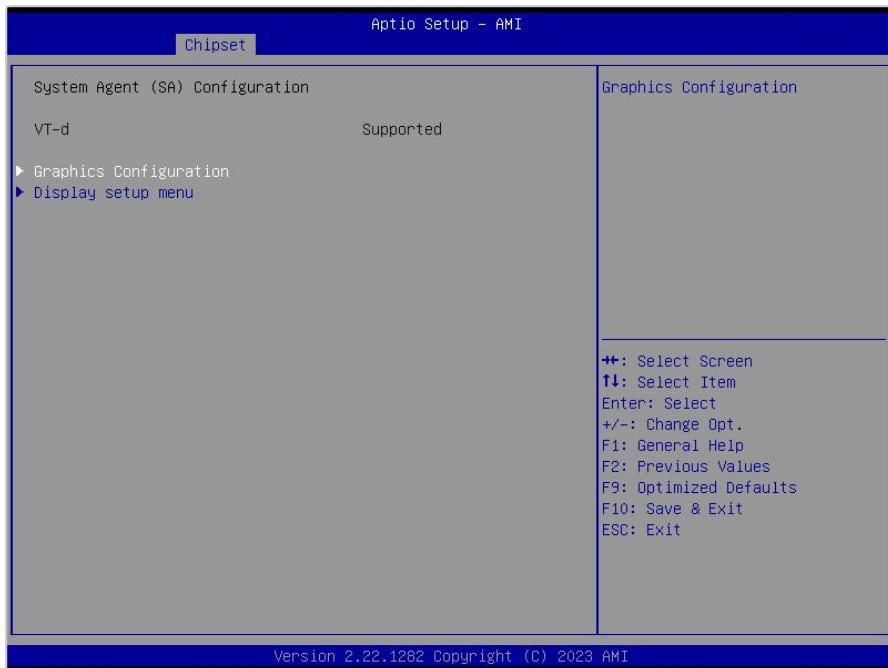 Aptio Setup - AMI
Chipset
System Agent (SA) Configuration
VT-d Supported
Graphics Configuration
Display setup menu
Graphics Configuration
→←: Select Screen
↑↓: Select Item
Enter: Select
+/-: Change Opt.
F1: General Help
F2: Previous Values
F9: Optimized Defaults
F10: Save & Exit
ESC: Exit
Version 2.22.1282 Copyright (C) 2023 AMI